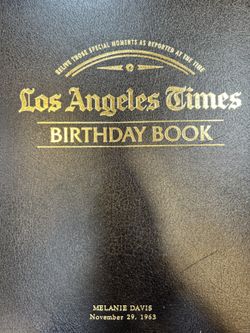 RELIVE THOSE SPECIAL MOMENTS AS REPORTED AT THE TIME
Los Angeles Times
BIRTHDAY BOOK
MELANIE DAVIS
November 29, 1963